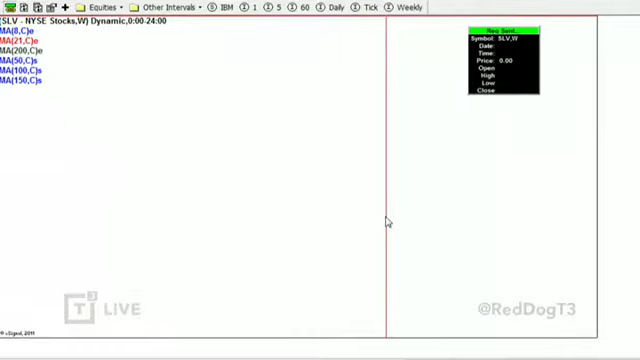 Equities Other Intervals IBM 1 5 60 Daily Tick Weekly
(SLV - NYSE Stocks,W) Dynamic,0:00-24:00
MA(8,C)e
MA(21,C)e
MA(200,C)e
MA(50,C)s
MA(100,C)s
MA(150,C)s
Req Sent...
Symbol: SLV,W
Date:
Time:
Price: 0.00
Open
High
Low
Close
T3 LIVE
@RedDogT3
© eSignal, 2011